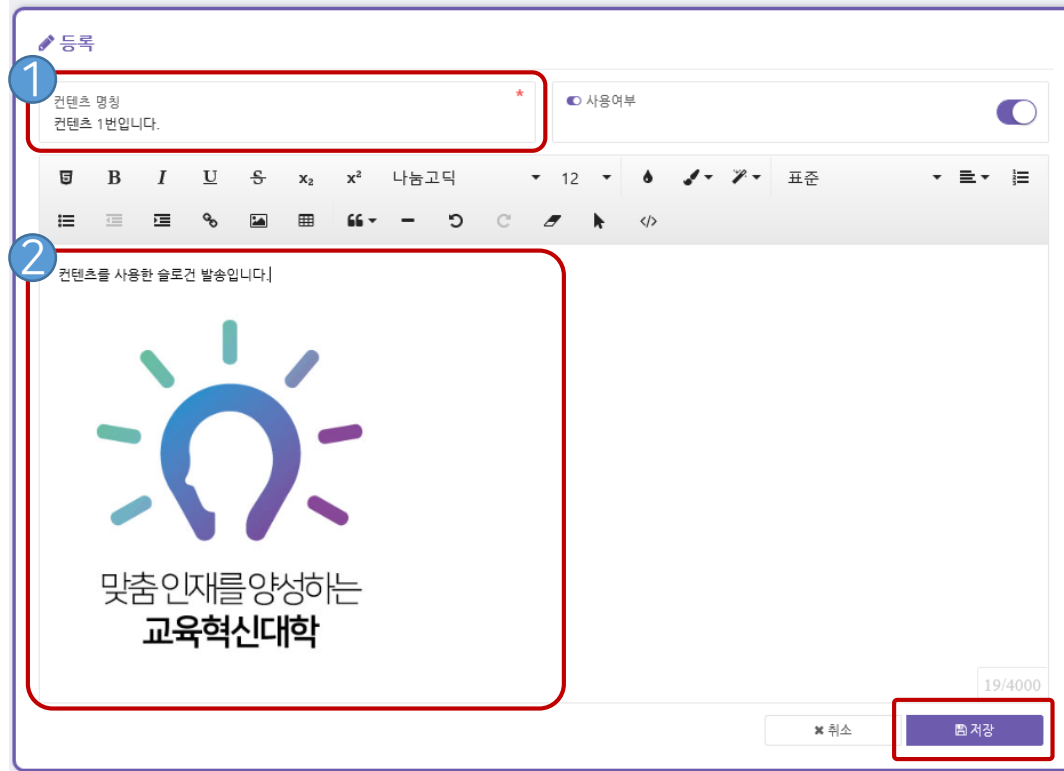 등록
1
컨텐츠 명칭 *
컨텐츠 1번입니다.
사용여부
B I U S x₂ x² 나눔고딕 12 표준
2
컨텐츠를 사용한 슬로건 발송입니다.
맞춤 인재를 양성하는
교육혁신대학
19/4000
취소 저장